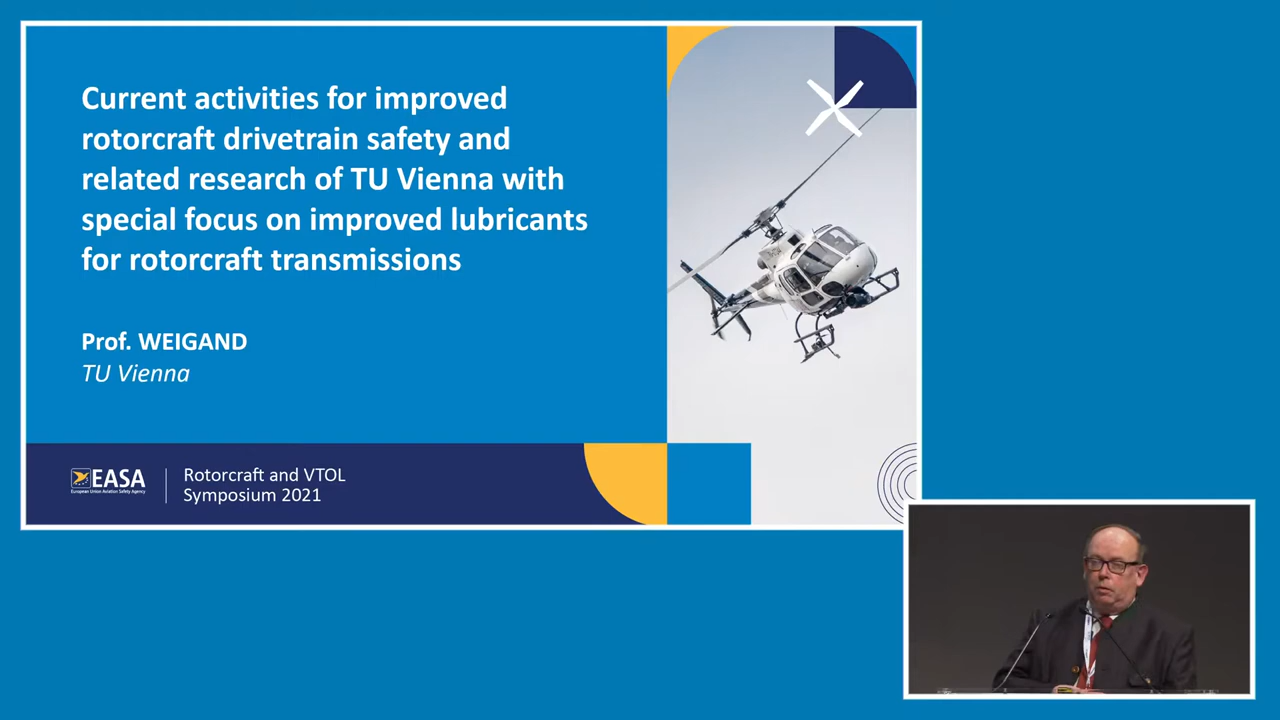 Current activities for improved
rotorcraft drivetrain safety and
related research of TU Vienna with
special focus on improved lubricants
for rotorcraft transmissions
Prof. WEIGAND
TU Vienna
EASA
European Union Aviation Safety Agency
Rotorcraft and VTOL
Symposium 2021